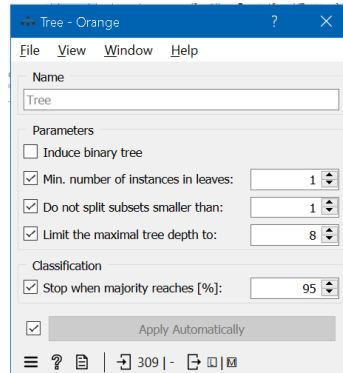 Tree - Orange
File View Window Help
Name
Tree
Parameters
Induce binary tree
Min. number of instances in leaves: 1
Do not split subsets smaller than: 1
Limit the maximal tree depth to: 8
Classification
Stop when majority reaches [%]: 95
Apply Automatically
309 | - L | M